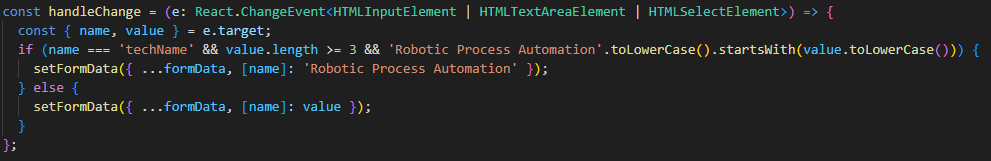 const handleChange = (e: React.ChangeEvent<HTMLInputElement | HTMLTextAreaElement | HTMLSelectElement>) => {
  const { name, value } = e.target;
  if (name === 'techName' && value.length >= 3 && 'Robotic Process Automation'.toLowerCase().startsWith(value.toLowerCase())) {
    setFormData({ ...formData, [name]: 'Robotic Process Automation' });
  } else {
    setFormData({ ...formData, [name]: value });
  }
};